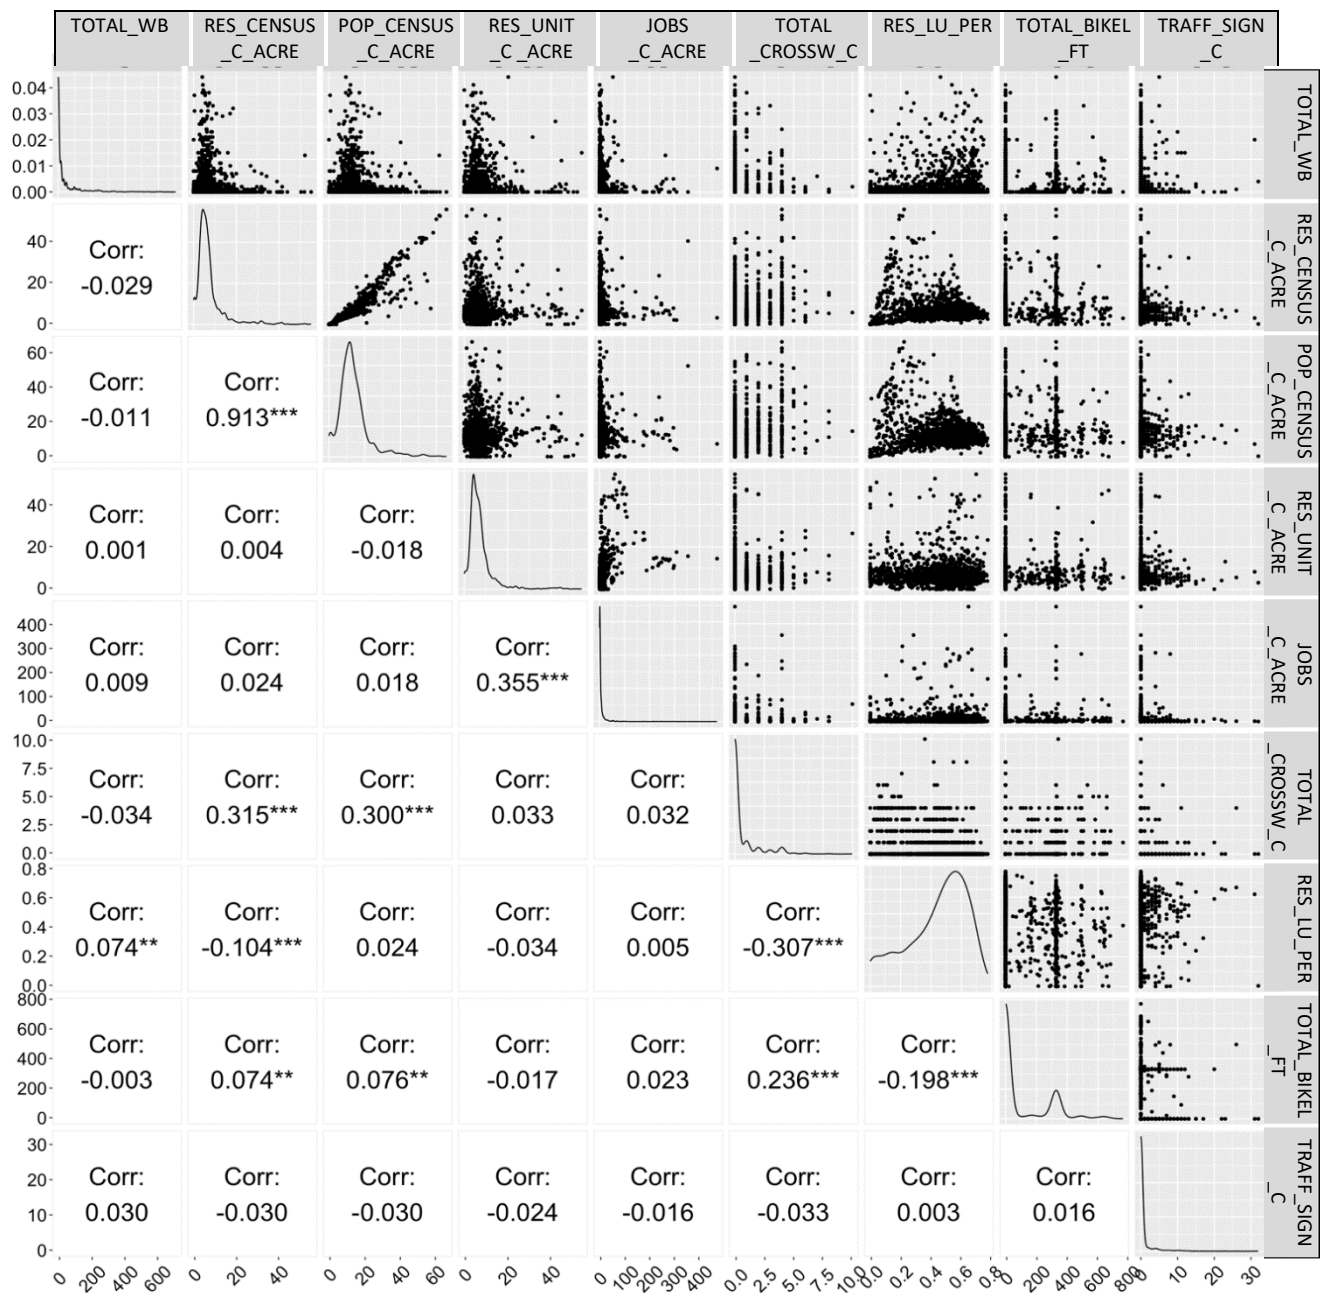 TOTAL_WB RES_CENSUS POP_CENSUS RES_UNIT JOBS TOTAL RES_LU_PER TOTAL_BIKEL TRAFF_SIGN
_C_ACRE _C_ACRE _C _ACRE _C_ACRE _CROSSW_C _FT _C
0.04
0.03
0.02
0.01
0.00
TOTAL_WB
40
20
0
Corr:
-0.029
RES_CENSUS
_C_ACRE
60
40
20
0
Corr: Corr:
-0.011 0.913***
POP_CENSUS
_C_ACRE
40
20
0
Corr: Corr: Corr:
0.001 0.004 -0.018
RES_UNIT
_C_ACRE
400
300
200
100
0
Corr: Corr: Corr: Corr:
0.009 0.024 0.018 0.355***
JOBS
_C_ACRE
10.0
7.5
5.0
2.5
0.0
Corr: Corr: Corr: Corr: Corr:
-0.034 0.315*** 0.300*** 0.033 0.032
TOTAL
_CROSSW_C
0.8
0.6
0.4
0.2
0.0
Corr: Corr: Corr: Corr: Corr: Corr:
0.074** -0.104*** 0.024 -0.034 0.005 -0.307***
RES_LU_PER
800
600
400
200
0
Corr: Corr: Corr: Corr: Corr: Corr: Corr:
-0.003 0.074** 0.076** -0.017 0.023 0.236*** -0.198***
TOTAL_BIKEL
_FT
30
20
10
0
Corr: Corr: Corr: Corr: Corr: Corr: Corr: Corr:
0.030 -0.030 -0.030 -0.024 -0.016 -0.033 0.003 0.016
TRAFF_SIGN
_C
0 200 400 600 0 20 40 0 20 40 60 0 20 40 0 100 200 300 400 0.0 2.5 5.0 7.5 10.0 0.0 0.2 0.4 0.6 0.8 0 200 400 600 800 0 10 20 30